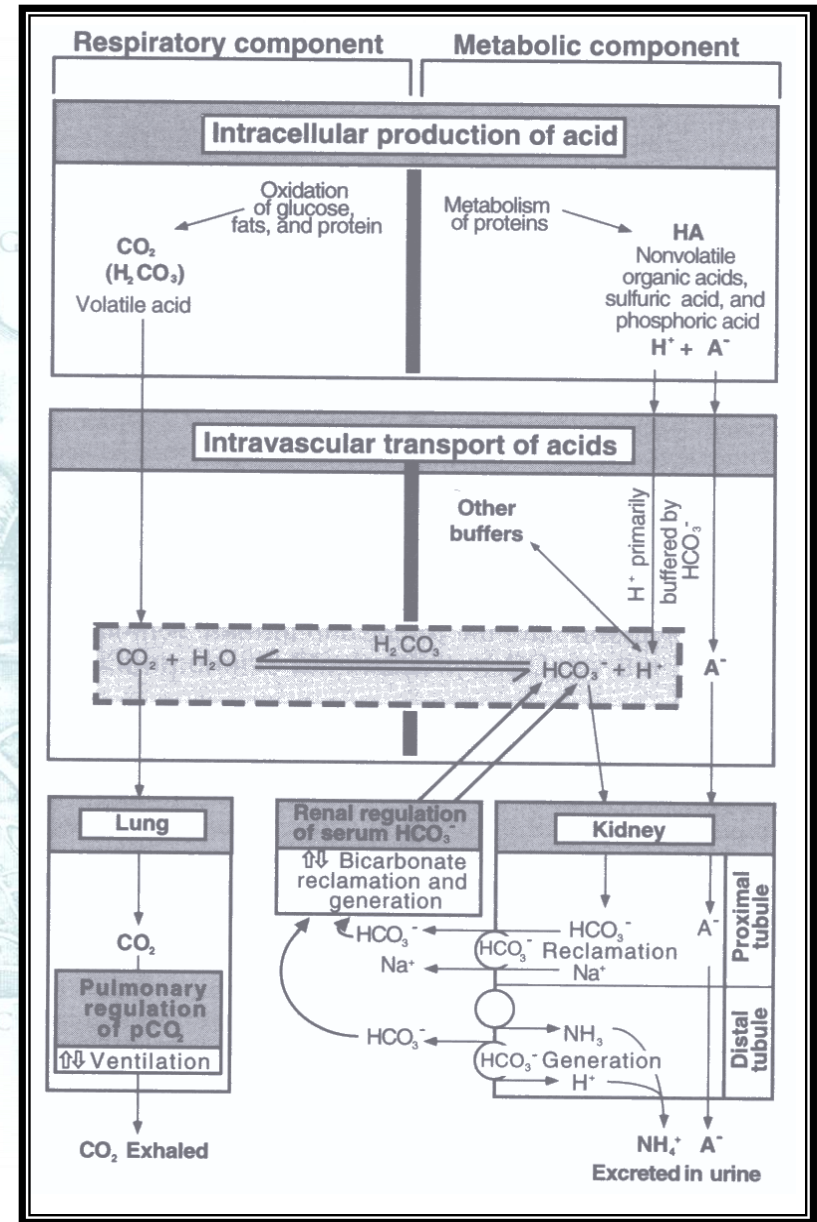 Respiratory component
Metabolic component
Intracellular production of acid
Oxidation
of glucose,
fats, and protein
CO₂
(H₂CO₃)
Volatile acid
Metabolism
of proteins
HA
Nonvolatile
organic acids,
sulfuric acid, and
phosphoric acid
H⁺ + A⁻
Intravascular transport of acids
Other
buffers
H⁺ primarily
buffered by
HCO₃⁻
H₂CO₃
CO₂ + H₂O
HCO₃⁻ + H⁺
A⁻
Lung
CO₂
Pulmonary
regulation
of pCO₂
⇧⇩ Ventilation
CO₂ Exhaled
Renal regulation
of serum HCO₃⁻
⇧⇩ Bicarbonate
reclamation and
generation
Kidney
HCO₃⁻
HCO₃⁻
A⁻
HCO₃⁻ Reclamation
Na⁺
Na⁺
Proximal
tubule
HCO₃⁻
NH₃
HCO₃⁻ Generation
H⁺
Distal
tubule
NH₄⁺ A⁻
Excreted in urine